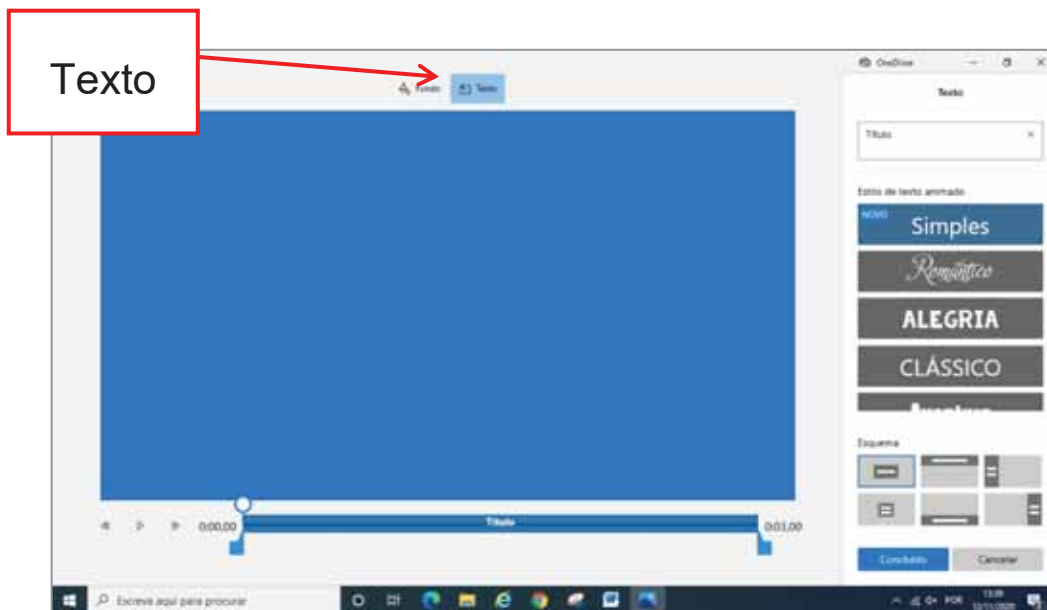 Texto
OneDrive
Fundo
Texto
Texto
Título
Estilo de texto animado
NOVO
Simples
Romântico
ALEGRIA
CLÁSSICO
Esquema
0:00,00
Título
0:03,00
Concluído
Cancelar
Escreva aqui para procurar
POR